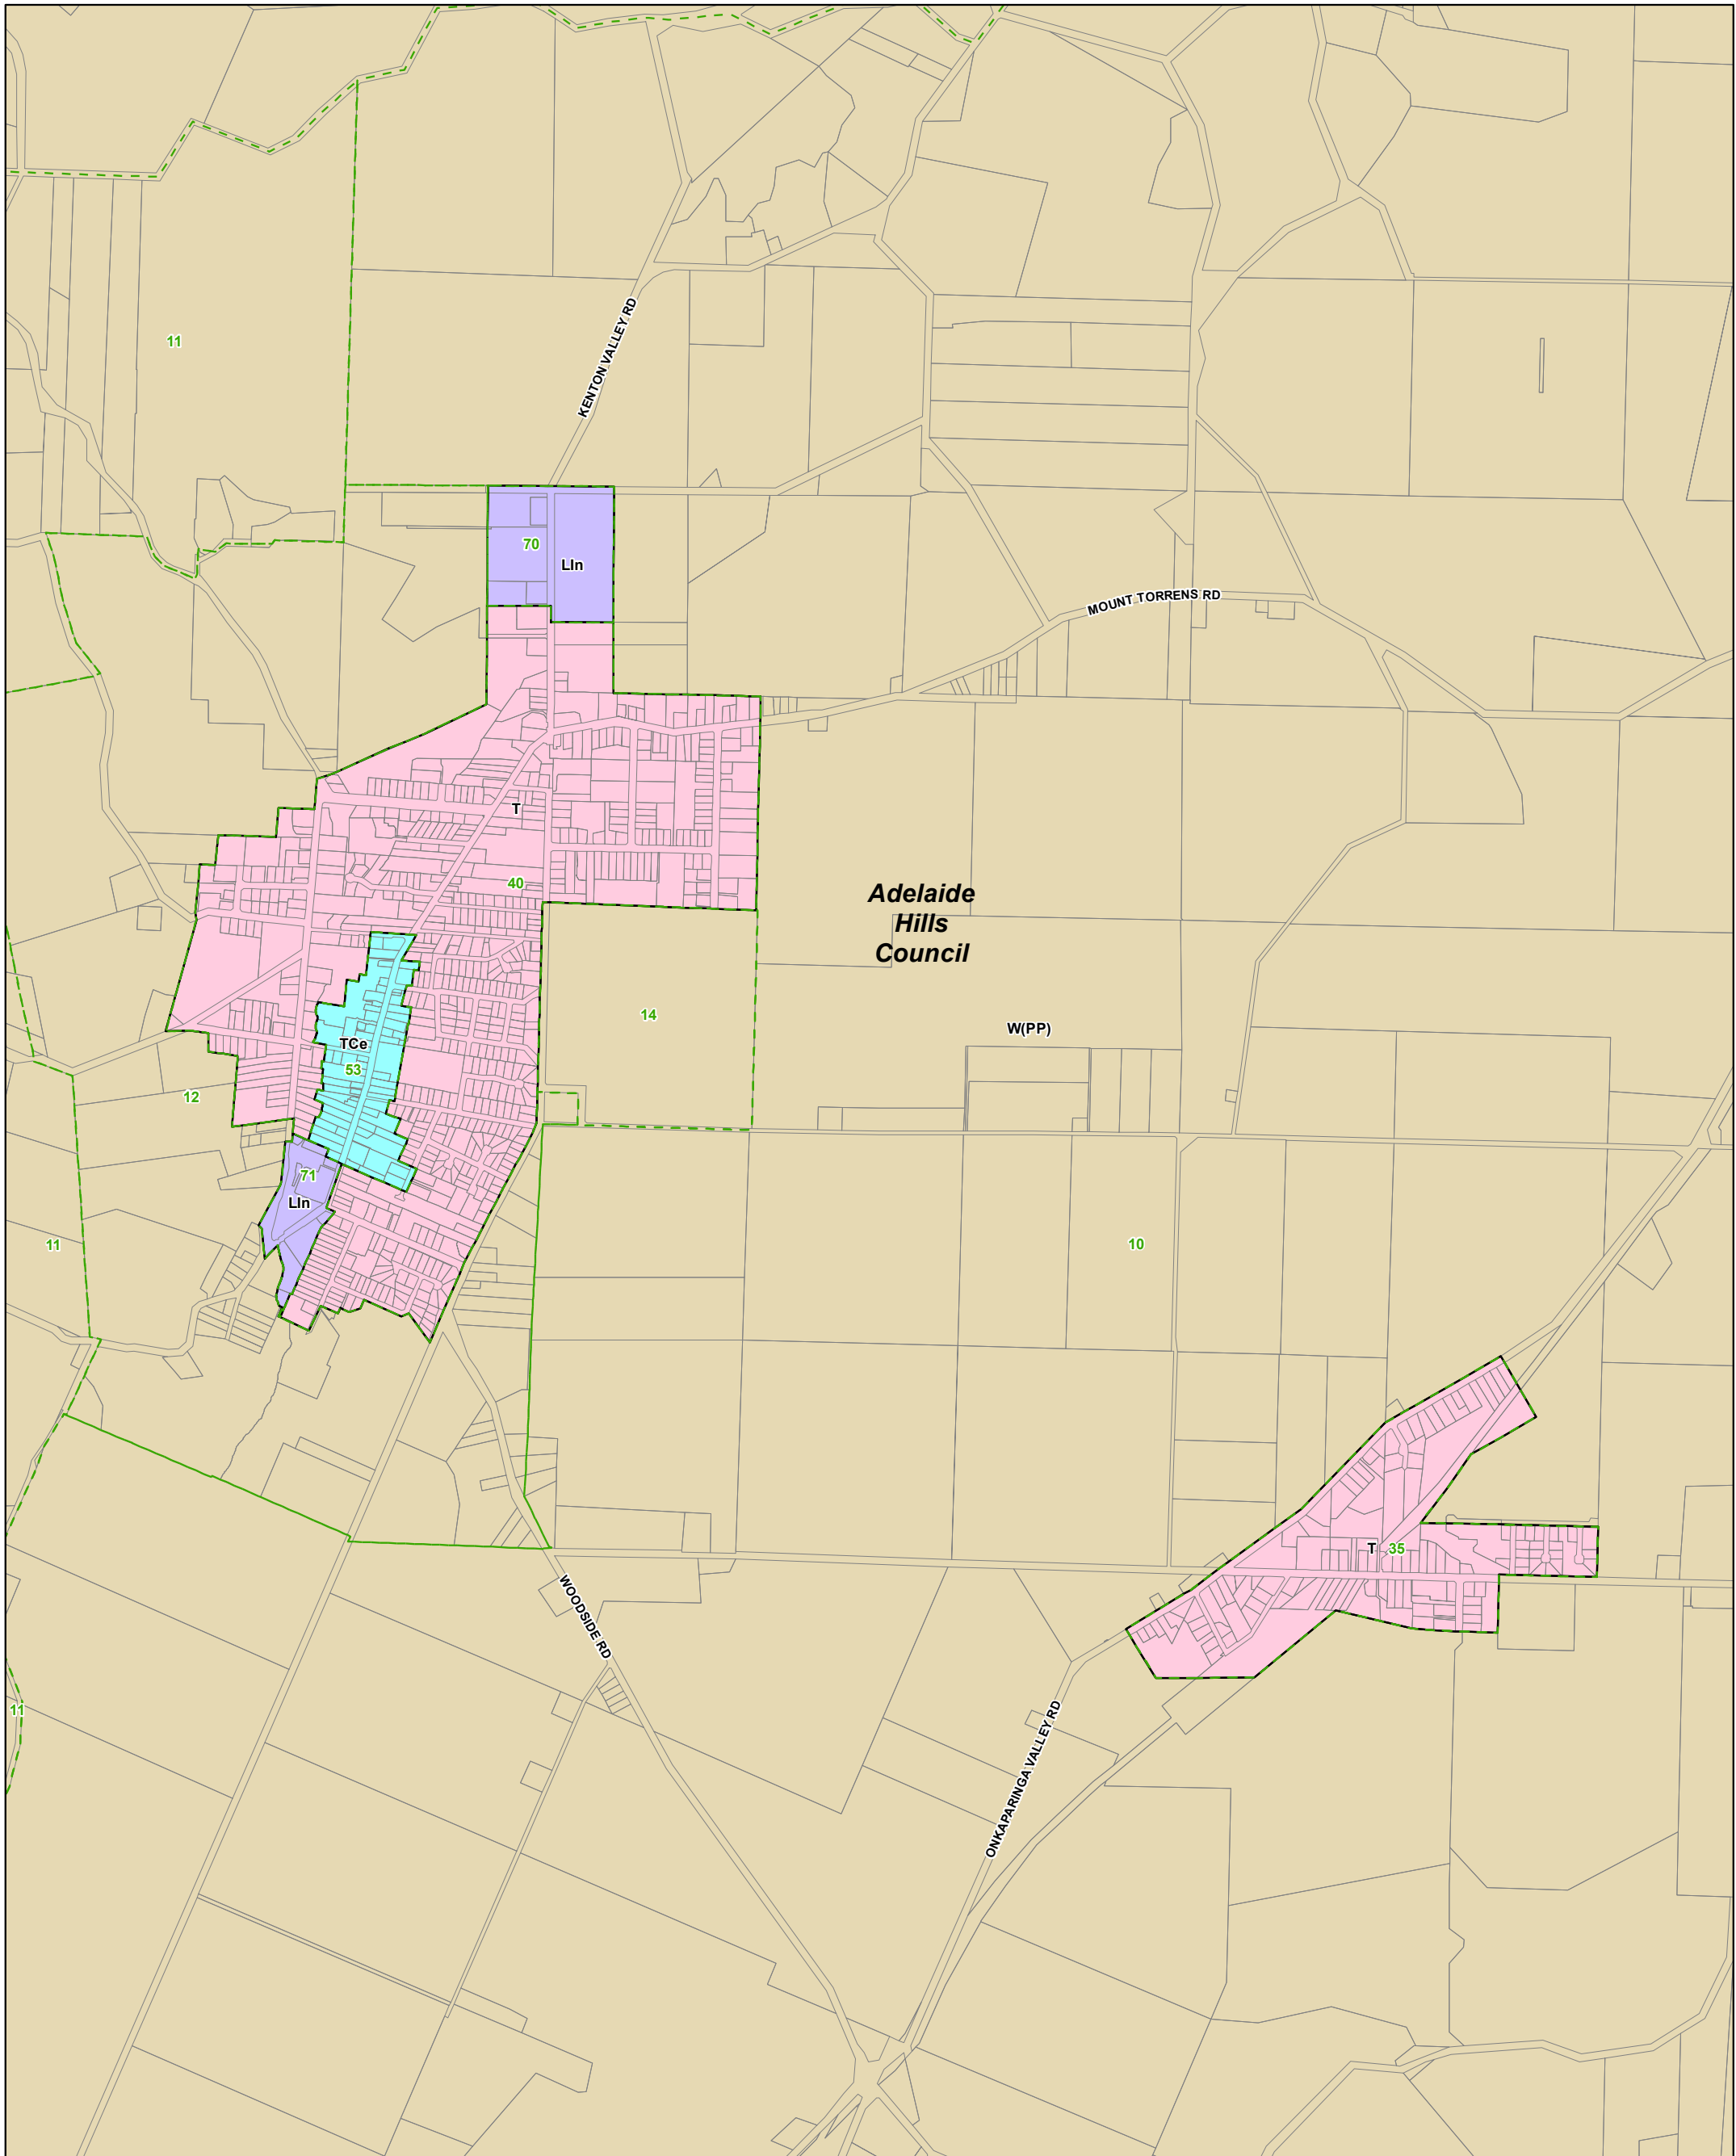 11
KENTON VALLEY RD
70
LIn
MOUNT TORRENS RD
T
40
Adelaide
Hills
Council
14
W(PP)
TCe
53
12
71
LIn
11
10
T 35
WOODSIDE RD
11
ONKAPARINGA VALLEY RD